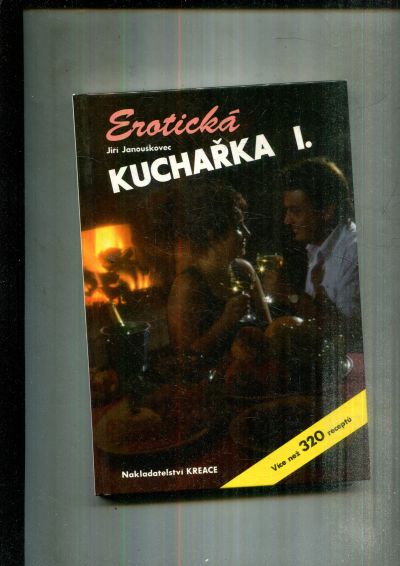 Erotická
Jiří Janouškovec
KUCHAŘKA I.
Více než 320 receptů
Nakladatelství KREACE